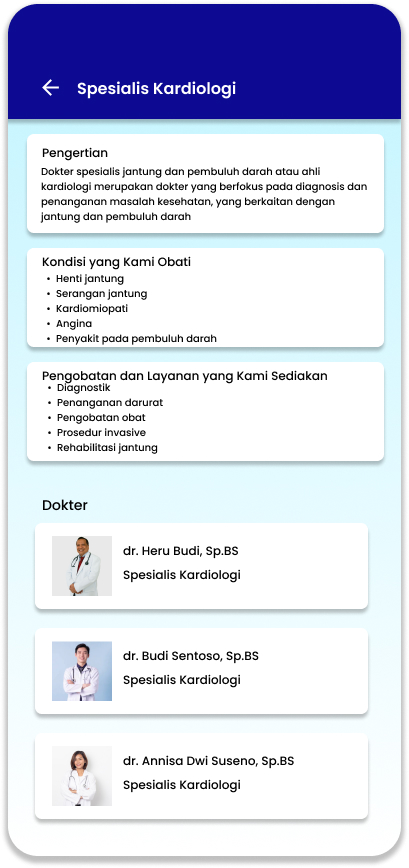 Spesialis Kardiologi
Pengertian
Dokter spesialis jantung dan pembuluh darah atau ahli
kardiologi merupakan dokter yang berfokus pada diagnosis dan
penanganan masalah kesehatan, yang berkaitan dengan
jantung dan pembuluh darah
Kondisi yang Kami Obati
• Henti jantung
• Serangan jantung
• Kardiomiopati
• Angina
• Penyakit pada pembuluh darah
Pengobatan dan Layanan yang Kami Sediakan
• Diagnostik
• Penanganan darurat
• Pengobatan obat
• Prosedur invasive
• Rehabilitasi jantung
Dokter
dr. Heru Budi, Sp.BS
Spesialis Kardiologi
dr. Budi Sentoso, Sp.BS
Spesialis Kardiologi
dr. Annisa Dwi Suseno, Sp.BS
Spesialis Kardiologi